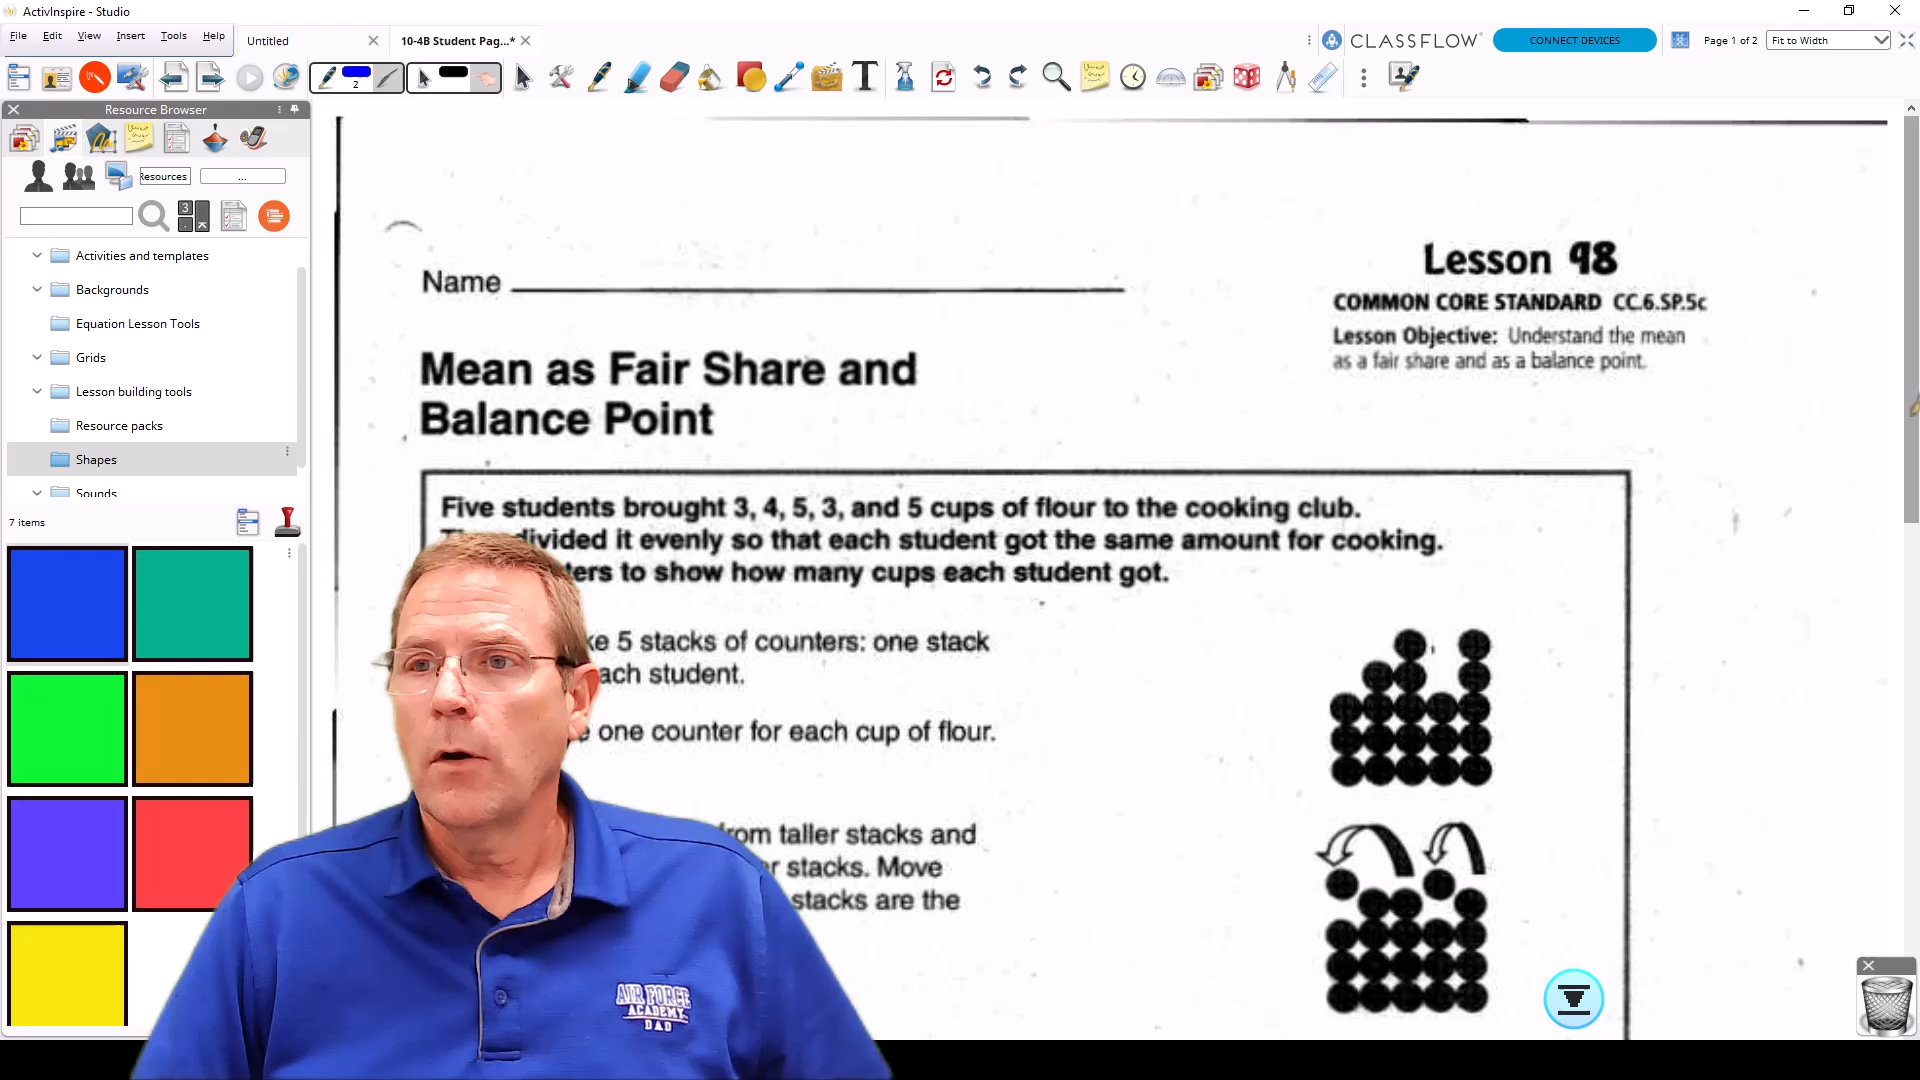 ActivInspire - Studio
File Edit View Insert Tools Help
Untitled
10-4B Student Pag...*
CLASSFLOW
CONNECT DEVICES
Page 1 of 2
Fit to Width
2
Resource Browser
Resources
...
3
Activities and templates
Backgrounds
Equation Lesson Tools
Grids
Lesson building tools
Resource packs
Shapes
Sounds
7 items
Name
Lesson 98
COMMON CORE STANDARD CC.6.SP.5c
Lesson Objective: Understand the mean
as a fair share and as a balance point.
Mean as Fair Share and
Balance Point
Five students brought 3, 4, 5, 3, and 5 cups of flour to the cooking club.
divided it evenly so that each student got the same amount for cooking.
to show how many cups each student got.
5 stacks of counters: one stack
student.
one counter for each cup of flour.
taller stacks and
stacks. Move
stacks are the
AIR FORCE
ACADEMY
DAD